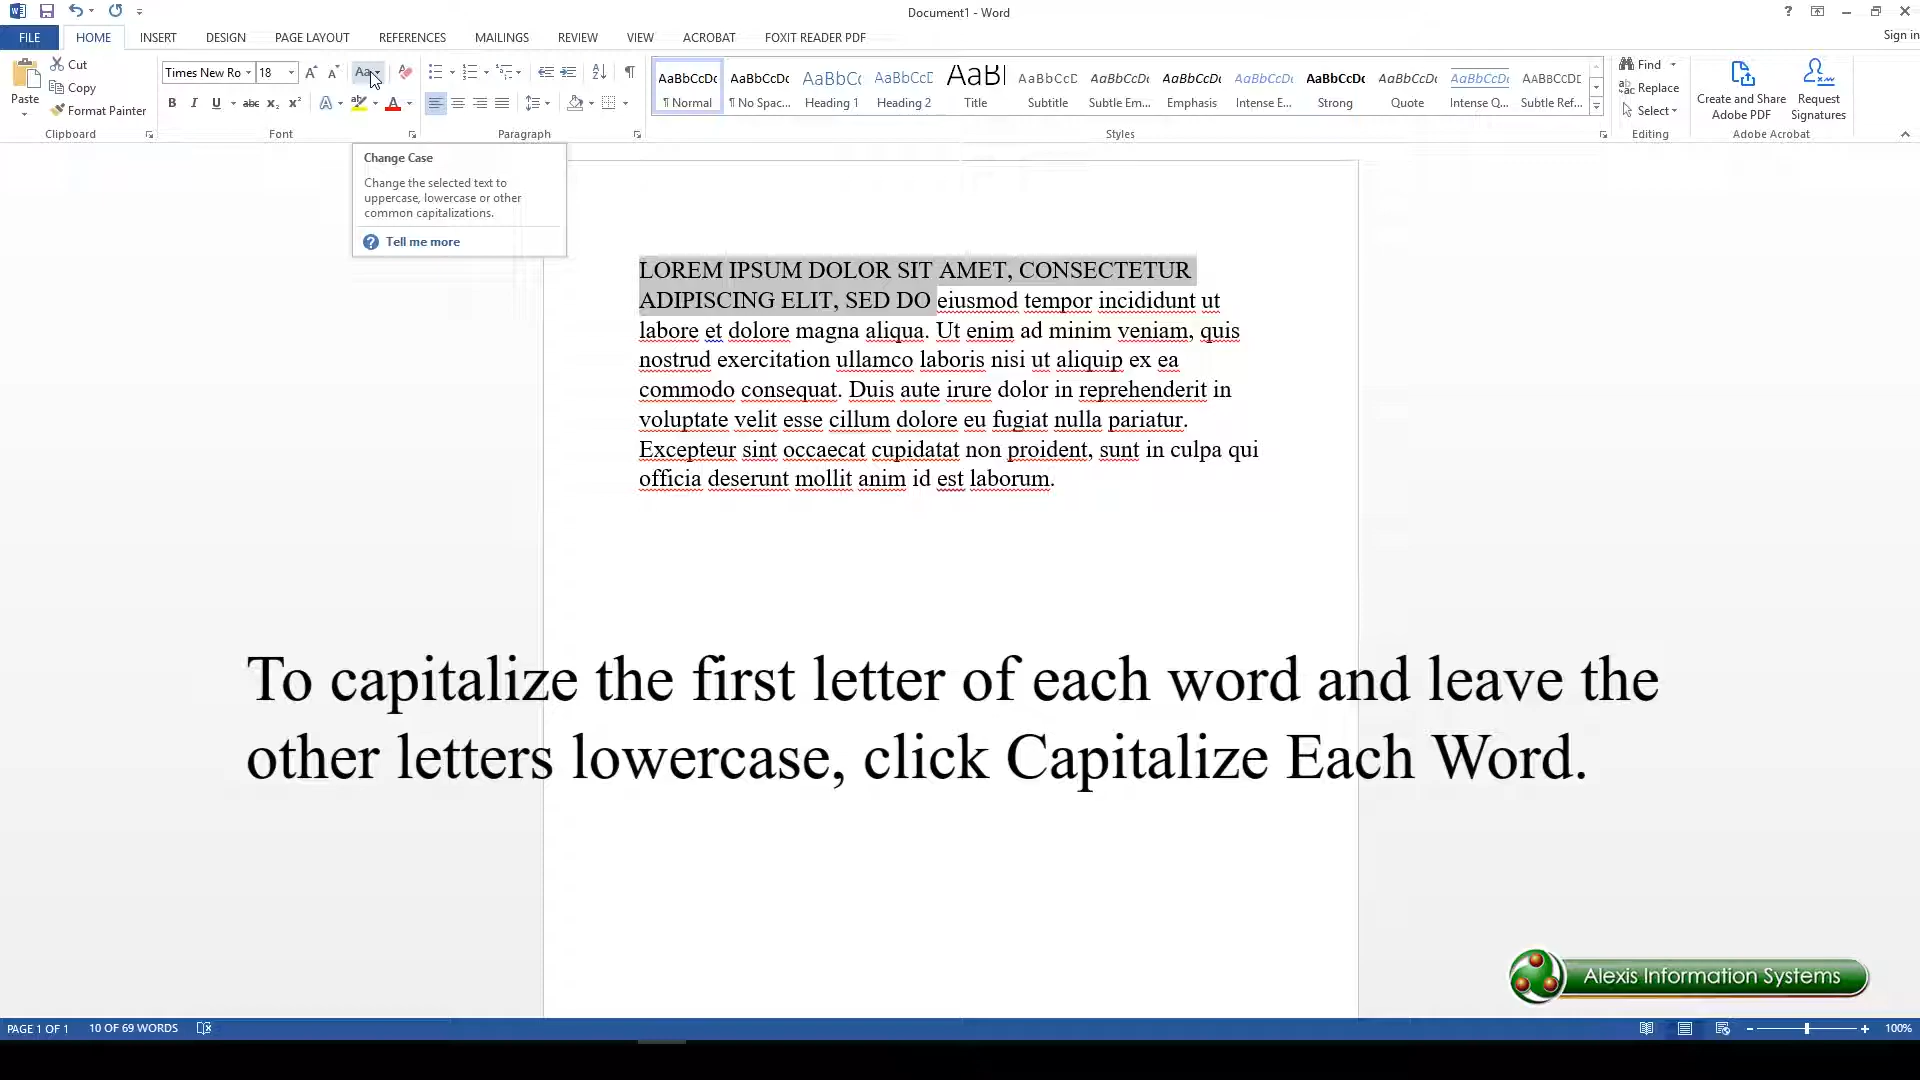 Document1 - Word
?
Sign in
FILE HOME INSERT DESIGN PAGE LAYOUT REFERENCES MAILINGS REVIEW VIEW ACROBAT FOXIT READER PDF
Paste
Cut
Copy
Format Painter
Clipboard
Times New Ro 18
Aa
B I U abc X₂ X²
Font
Paragraph
AaBbCcDc AaBbCcDc AaBbCc AaBbCcD AaBl AaBbCcD AaBbCcDc AaBbCcDc AaBbCcDc AaBbCcDc AaBbCcDc AaBbCcDc AABBCCDD
¶ Normal ¶ No Spac... Heading 1 Heading 2 Title Subtitle Subtle Em... Emphasis Intense E... Strong Quote Intense Q... Subtle Ref...
Styles
Find
Replace
Select
Editing
Create and Share
Adobe PDF
Request
Signatures
Adobe Acrobat
Change Case
Change the selected text to
uppercase, lowercase or other
common capitalizations.
? Tell me more
LOREM IPSUM DOLOR SIT AMET, CONSECTETUR
ADIPISCING ELIT, SED DO eiusmod tempor incididunt ut
labore et dolore magna aliqua. Ut enim ad minim veniam, quis
nostrud exercitation ullamco laboris nisi ut aliquip ex ea
commodo consequat. Duis aute irure dolor in reprehenderit in
voluptate velit esse cillum dolore eu fugiat nulla pariatur.
Excepteur sint occaecat cupidatat non proident, sunt in culpa qui
officia deserunt mollit anim id est laborum.
To capitalize the first letter of each word and leave the
other letters lowercase, click Capitalize Each Word.
Alexis Information Systems
PAGE 1 OF 1 10 OF 69 WORDS
100%